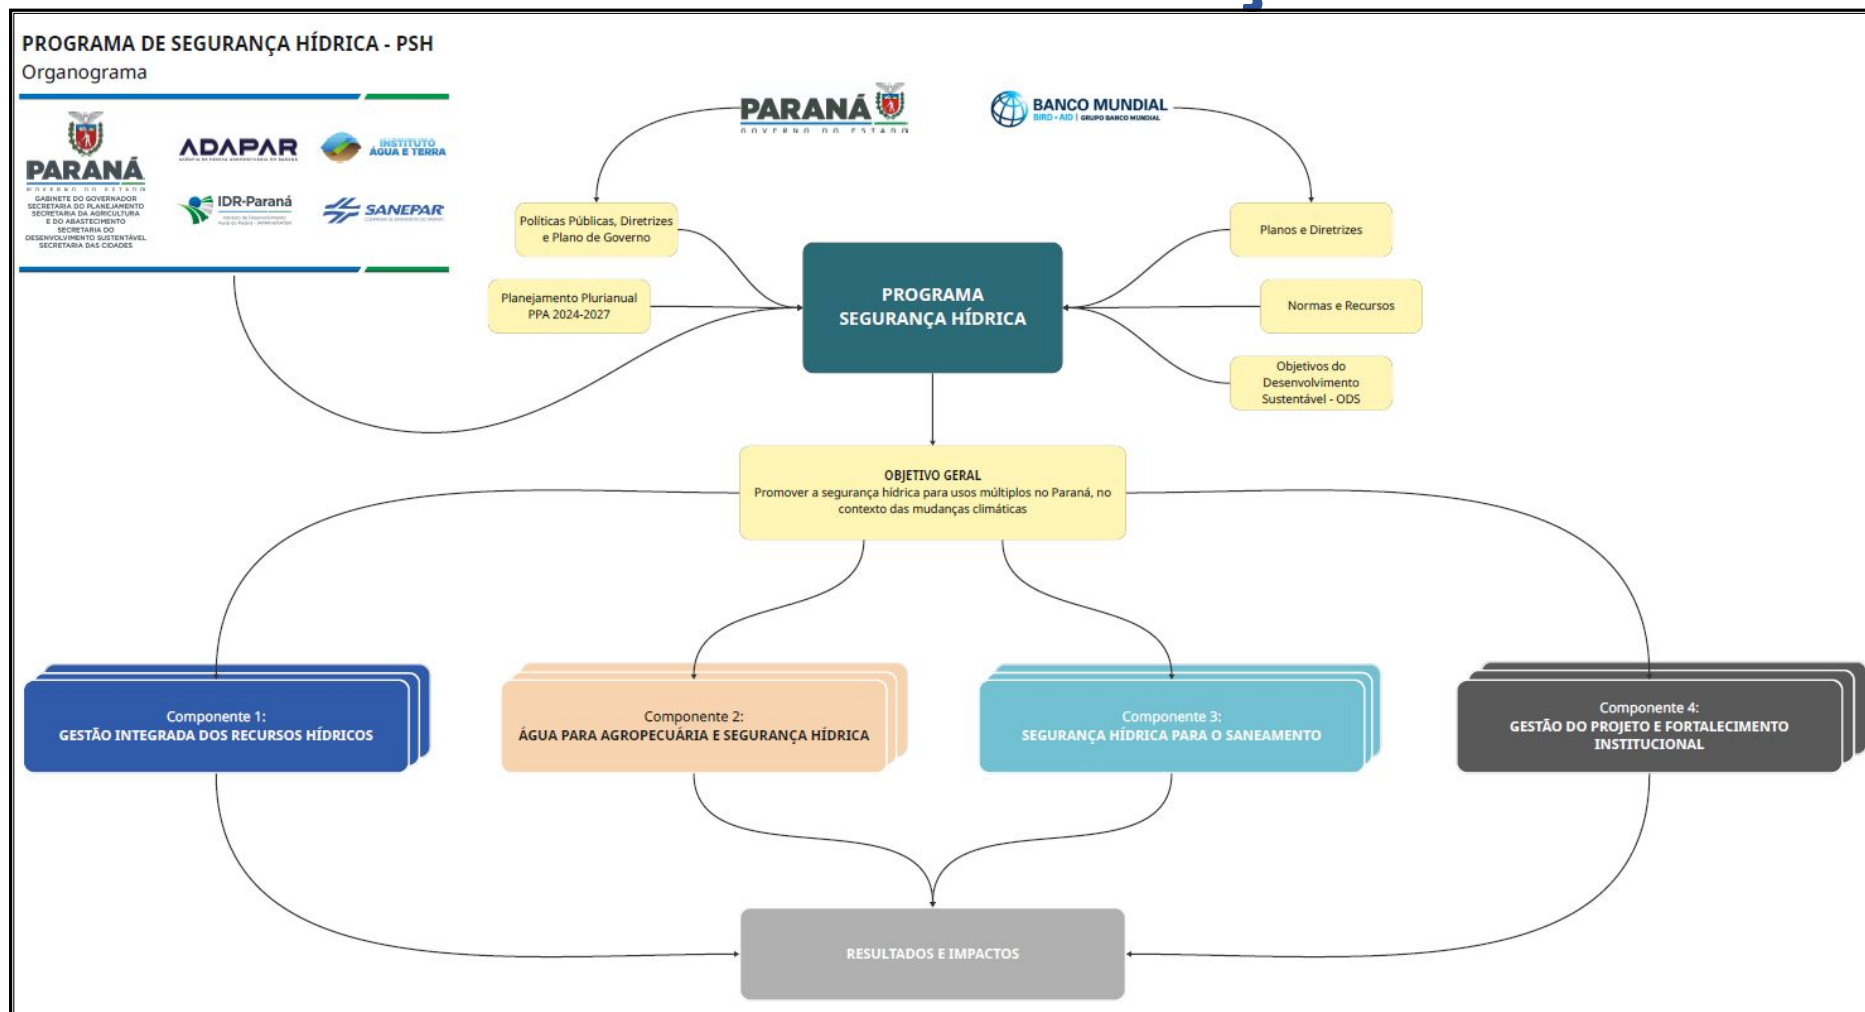 PROGRAMA DE SEGURANÇA HÍDRICA - PSH
Organograma
PARANÁ
GOVERNO DO ESTADO
GABINETE DO GOVERNADOR
SECRETARIA DO PLANEJAMENTO
SECRETARIA DA AGRICULTURA
E DO ABASTECIMENTO
SECRETARIA DO
DESENVOLVIMENTO SUSTENTÁVEL
SECRETARIA DAS CIDADES
ADAPAR
INSTITUTO
ÁGUA E TERRA
IDR-Paraná
SANEPAR
PARANÁ
GOVERNO DO ESTADO
BANCO MUNDIAL
BIRD • AID | GRUPO BANCO MUNDIAL
Políticas Públicas, Diretrizes
e Plano de Governo
Planejamento Plurianual
PPA 2024-2027
PROGRAMA
SEGURANÇA HÍDRICA
Planos e Diretrizes
Normas e Recursos
Objetivos do
Desenvolvimento
Sustentável - ODS
OBJETIVO GERAL
Promover a segurança hídrica para usos múltiplos no Paraná, no
contexto das mudanças climáticas
Componente 1:
GESTÃO INTEGRADA DOS RECURSOS HÍDRICOS
Componente 2:
ÁGUA PARA AGROPECUÁRIA E SEGURANÇA HÍDRICA
Componente 3:
SEGURANÇA HÍDRICA PARA O SANEAMENTO
Componente 4:
GESTÃO DO PROJETO E FORTALECIMENTO
INSTITUCIONAL
RESULTADOS E IMPACTOS